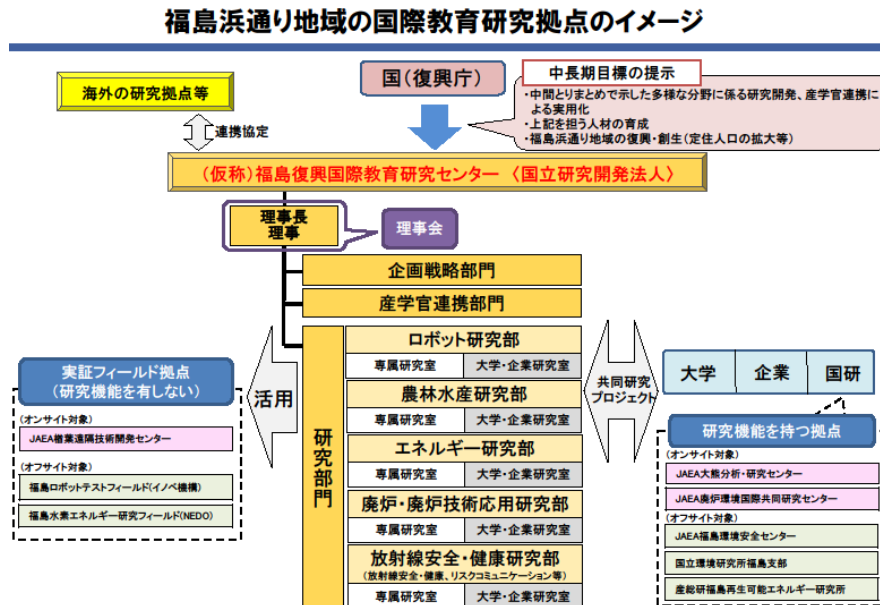 福島浜通り地域の国際教育研究拠点のイメージ
海外の研究拠点等
国(復興庁)
中長期目標の提示
・中間とりまとめで示した多様な分野に係る研究開発、産学官連携に
よる実用化
・上記を担う人材の育成
・福島浜通り地域の復興・創生(定住人口の拡大等)
連携協定
(仮称)福島復興国際教育研究センター 〈国立研究開発法人〉
理事長
理事
理事会
企画戦略部門
産学官連携部門
研究部門
ロボット研究部
専属研究室
大学・企業研究室
農林水産研究部
専属研究室
大学・企業研究室
エネルギー研究部
専属研究室
大学・企業研究室
廃炉・廃炉技術応用研究部
専属研究室
大学・企業研究室
放射線安全・健康研究部
(放射線安全・健康、リスクコミュニケーション等)
専属研究室
大学・企業研究室
活用
実証フィールド拠点
(研究機能を有しない)
(オンサイト対象)
JAEA楢葉遠隔技術開発センター
(オフサイト対象)
福島ロボットテストフィールド(イノベ機構)
福島水素エネルギー研究フィールド(NEDO)
共同研究
プロジェクト
大学
企業
国研
研究機能を持つ拠点
(オンサイト対象)
JAEA大熊分析・研究センター
JAEA廃炉環境国際共同研究センター
(オフサイト対象)
JAEA福島環境安全センター
国立環境研究所福島支部
産総研福島再生可能エネルギー研究所